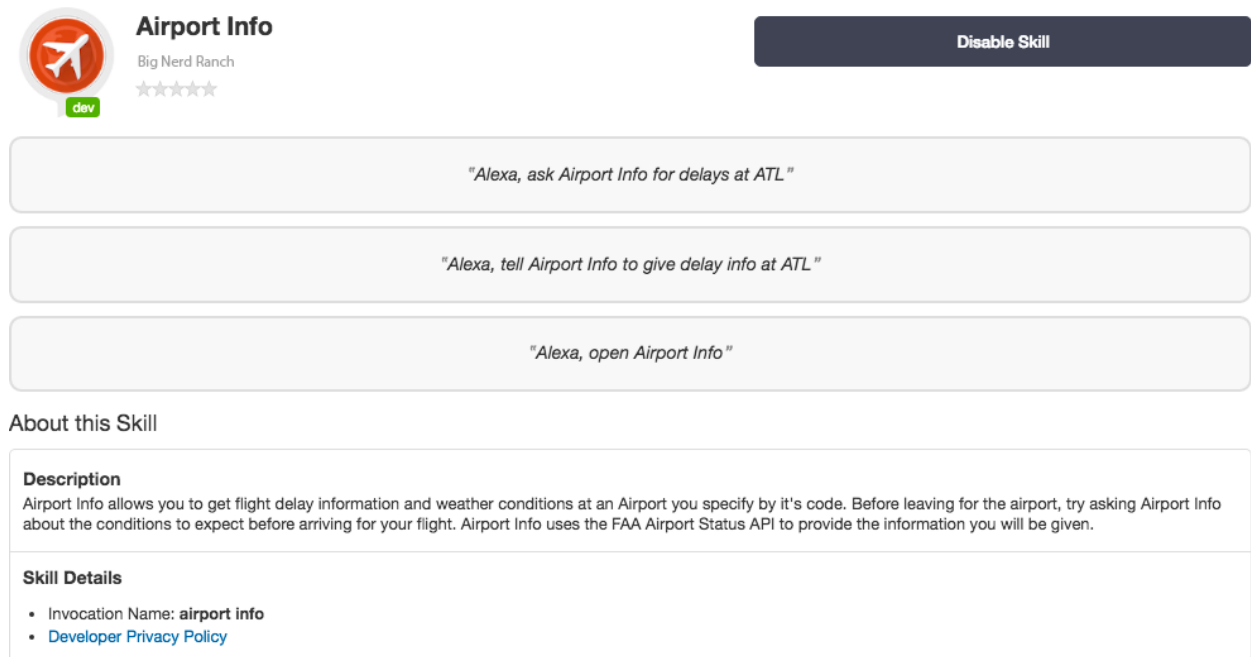 Airport Info
Disable Skill
Big Nerd Ranch
dev
"Alexa, ask Airport Info for delays at ATL"
"Alexa, tell Airport Info to give delay info at ATL"
"Alexa, open Airport Info"
About this Skill
Description
Airport Info allows you to get flight delay information and weather conditions at an Airport you specify by it's code. Before leaving for the airport, try asking Airport Info
about the conditions to expect before arriving for your flight. Airport Info uses the FAA Airport Status API to provide the information you will be given.
Skill Details
• Invocation Name: airport info
• Developer Privacy Policy